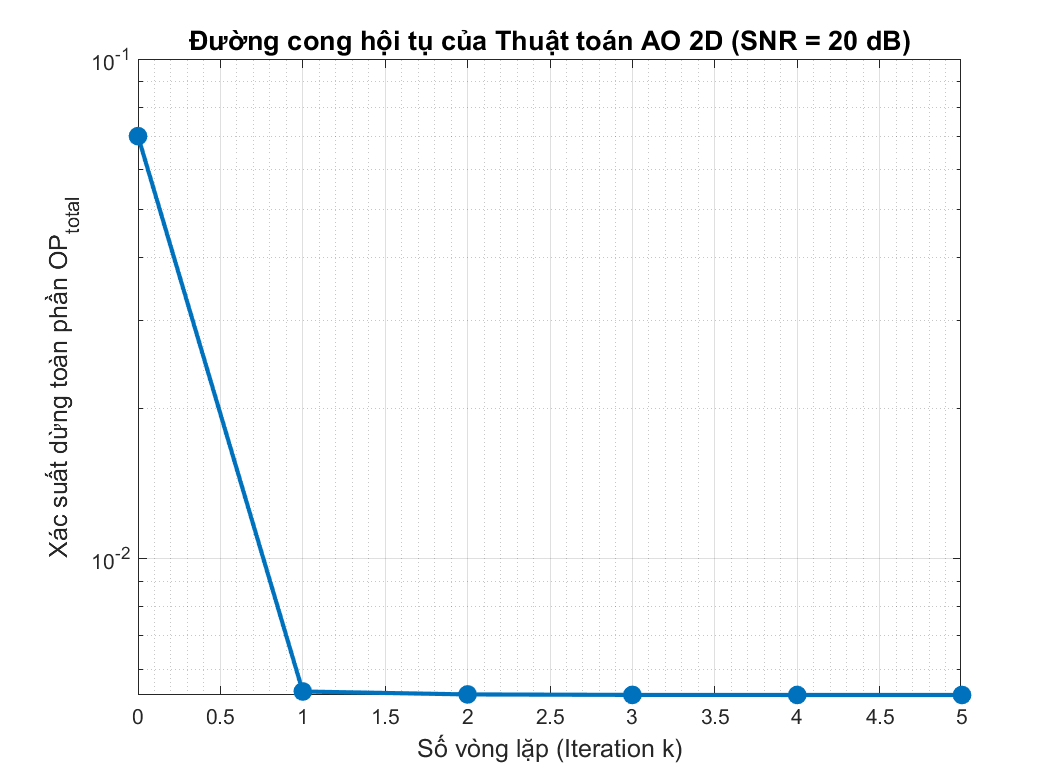 Đường cong hội tụ của Thuật toán AO 2D (SNR = 20 dB)
10^-1
10^-2
Xác suất dừng toàn phần OP_total
0 0.5 1 1.5 2 2.5 3 3.5 4 4.5 5
Số vòng lặp (Iteration k)